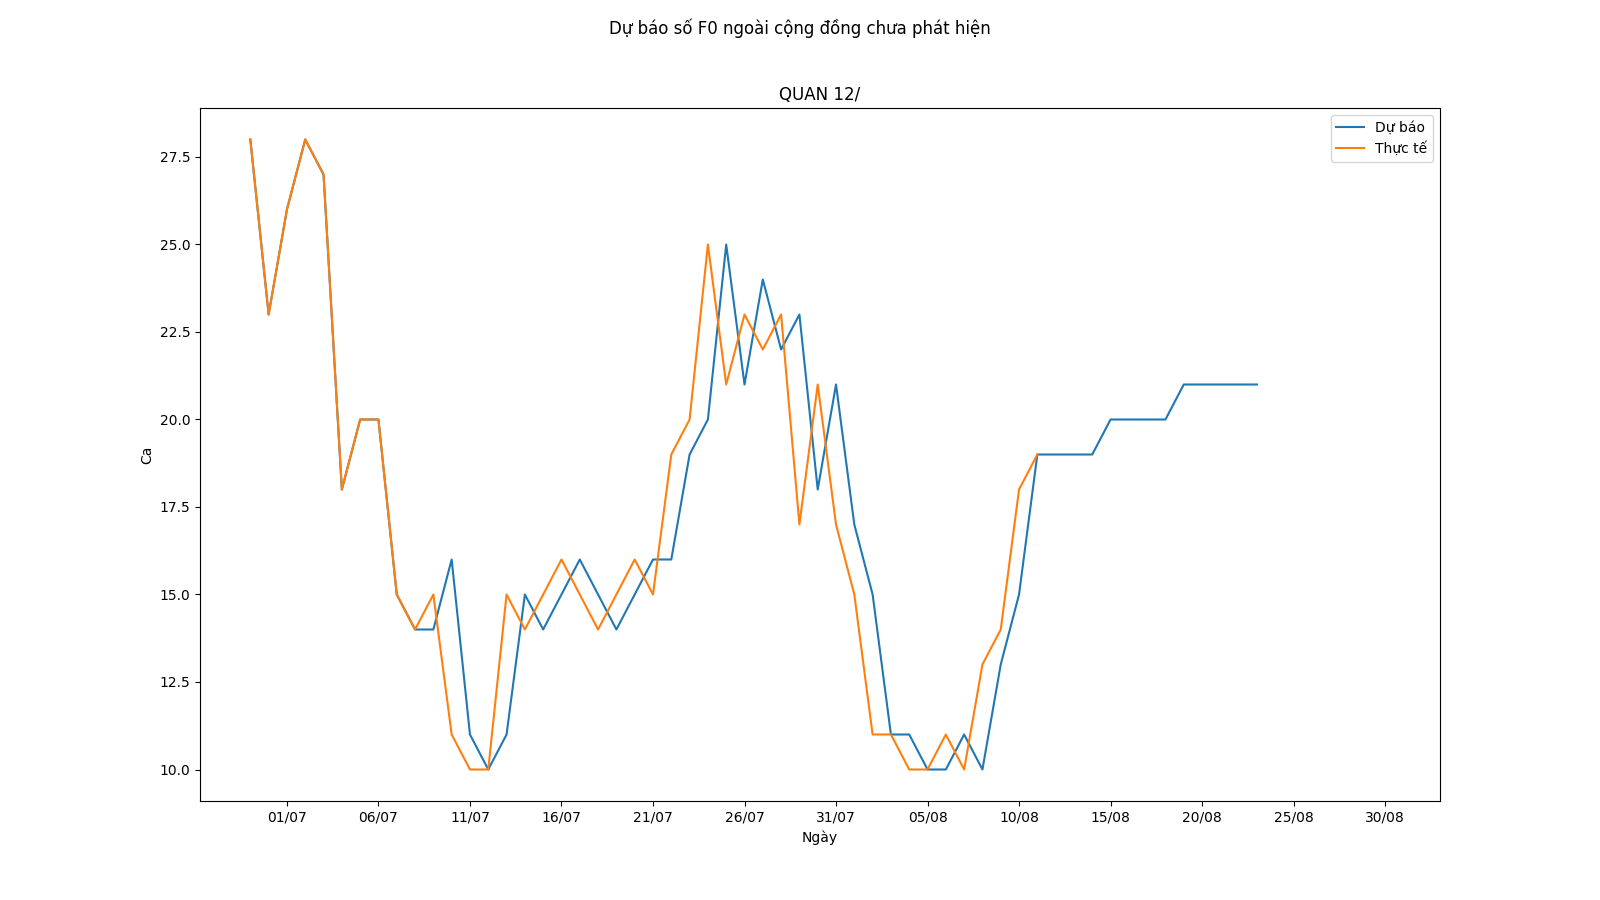 Dự báo số F0 ngoài cộng đồng chưa phát hiện
QUAN 12/
Dự báo
Thực tế
27.5
25.0
22.5
20.0
17.5
15.0
12.5
10.0
Ca
01/07 06/07 11/07 16/07 21/07 26/07 31/07 05/08 10/08 15/08 20/08 25/08 30/08
Ngày